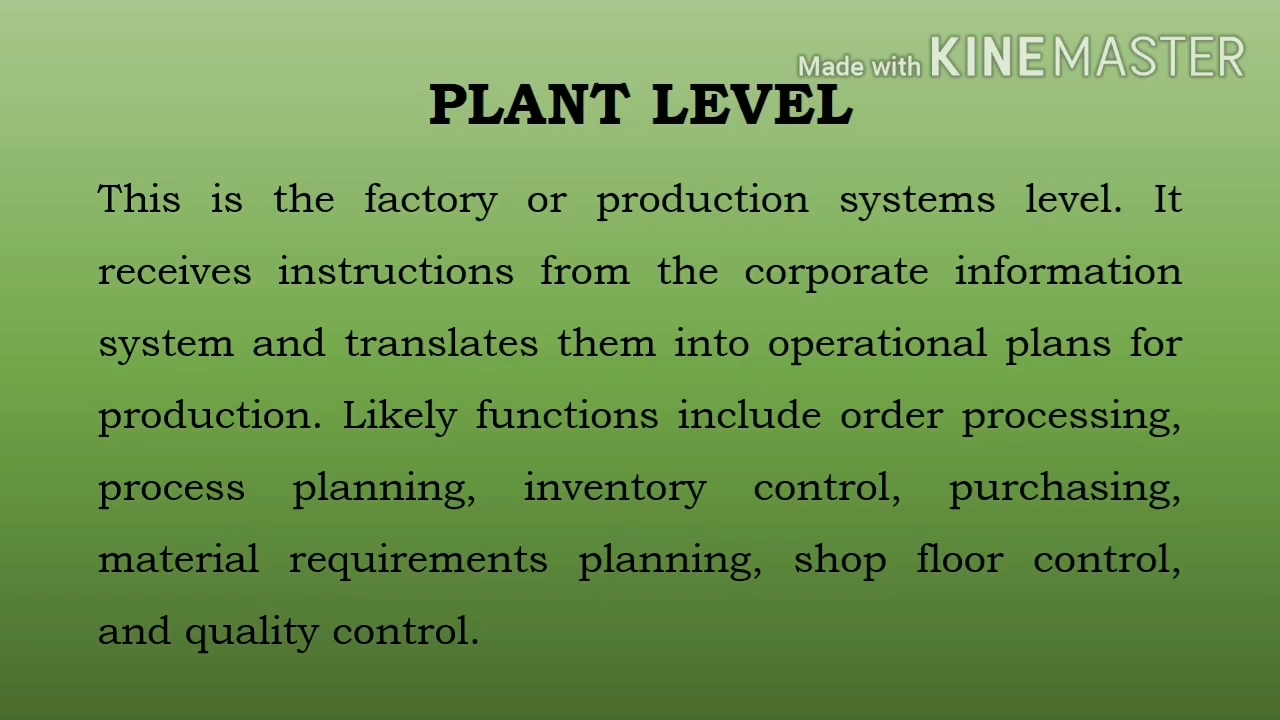 Made with KINEMASTER
PLANT LEVEL
This is the factory or production systems level. It
receives instructions from the corporate information
system and translates them into operational plans for
production. Likely functions include order processing,
process planning, inventory control, purchasing,
material requirements planning, shop floor control,
and quality control.